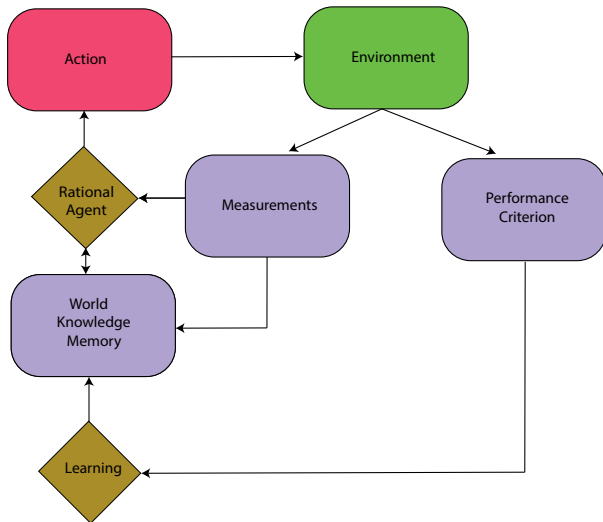 Action
Environment
Rational
Agent
Measurements
Performance
Criterion
World
Knowledge
Memory
Learning